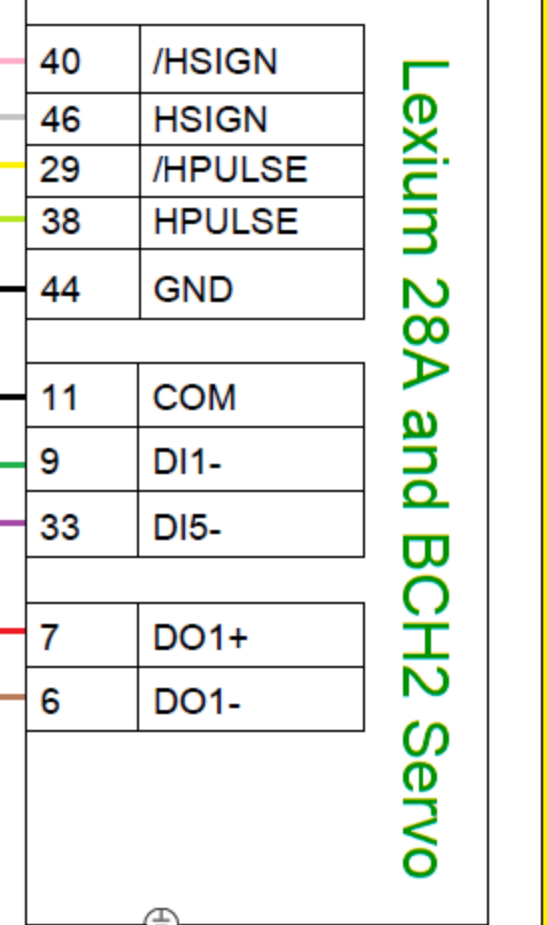 40 /HSIGN
46 HSIGN
29 /HPULSE
38 HPULSE
44 GND
11 COM
9 DI1-
33 DI5-
7 DO1+
6 DO1-
Lexium 28A and BCH2 Servo